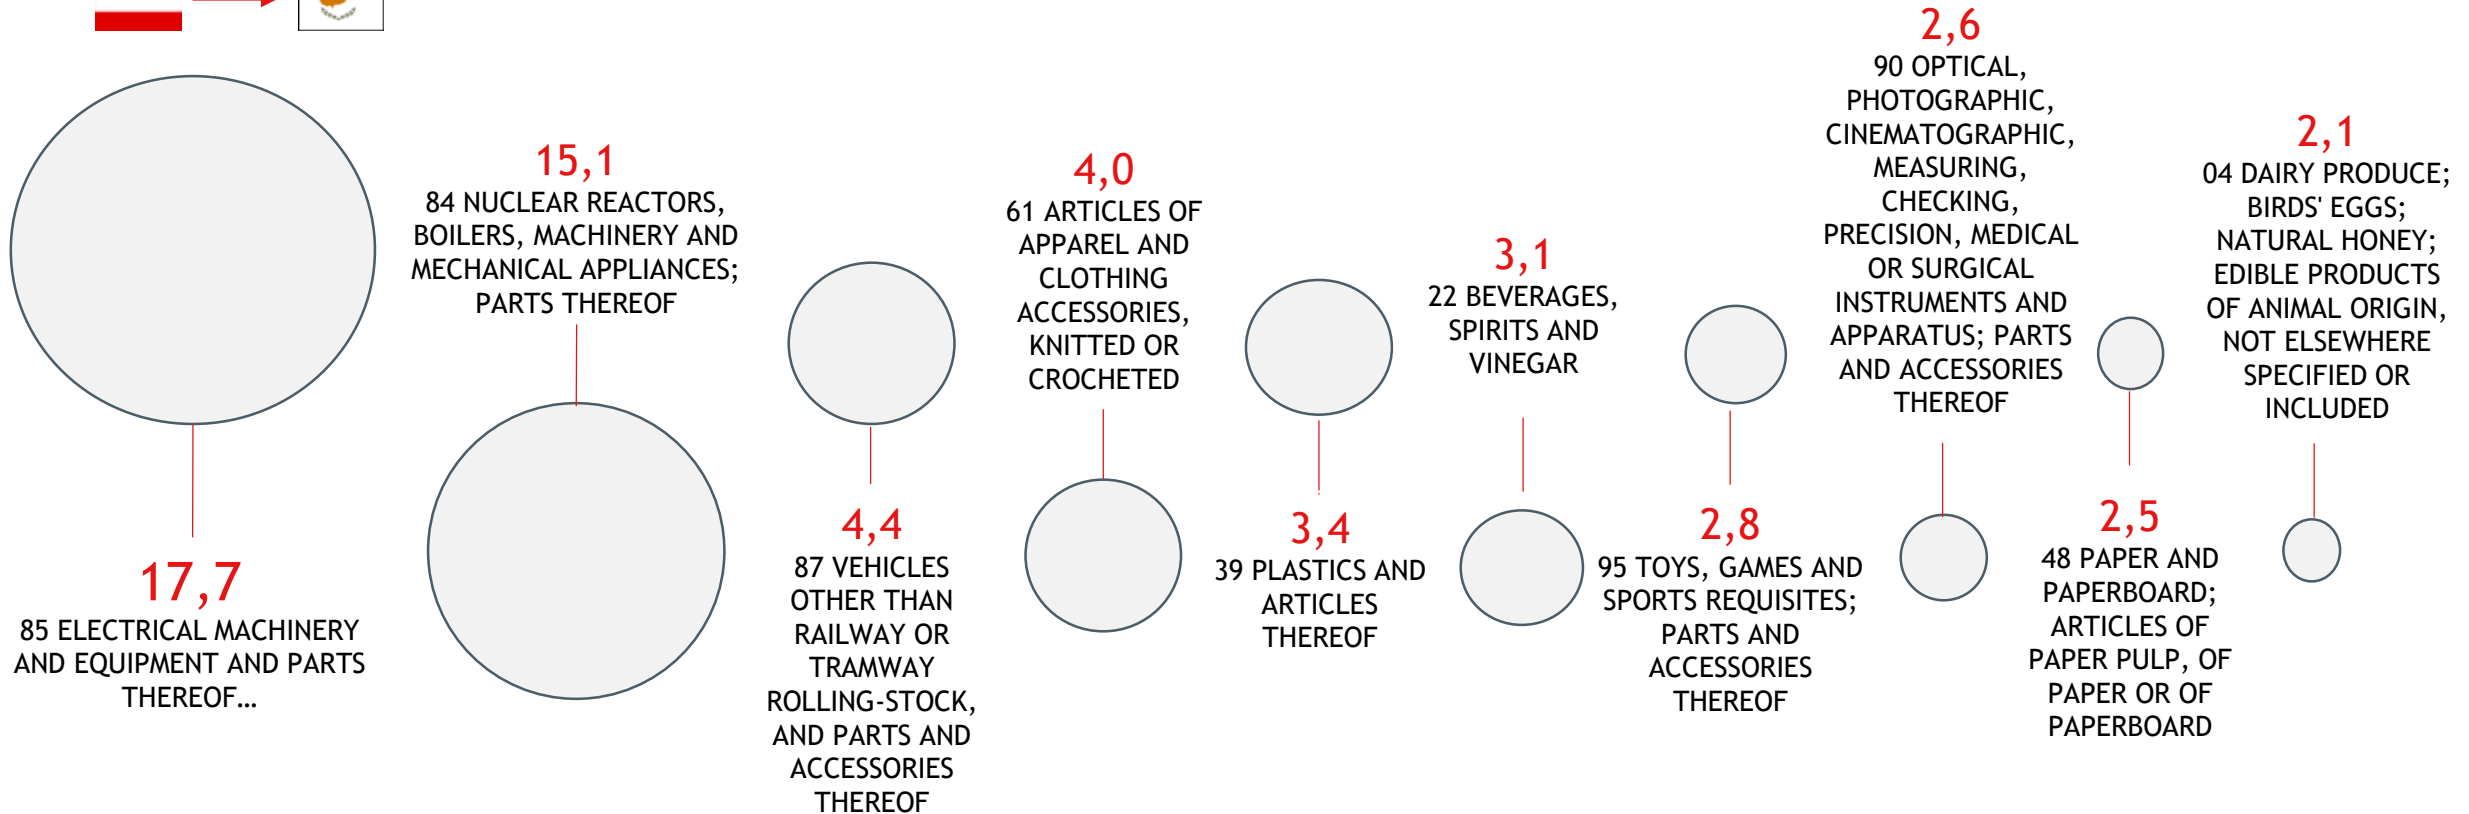 17,7
85 ELECTRICAL MACHINERY
AND EQUIPMENT AND PARTS
THEREOF…
15,1
84 NUCLEAR REACTORS,
BOILERS, MACHINERY AND
MECHANICAL APPLIANCES;
PARTS THEREOF
4,4
87 VEHICLES
OTHER THAN
RAILWAY OR
TRAMWAY
ROLLING-STOCK,
AND PARTS AND
ACCESSORIES
THEREOF
4,0
61 ARTICLES OF
APPAREL AND
CLOTHING
ACCESSORIES,
KNITTED OR
CROCHETED
3,4
39 PLASTICS AND
ARTICLES
THEREOF
3,1
22 BEVERAGES,
SPIRITS AND
VINEGAR
2,8
95 TOYS, GAMES AND
SPORTS REQUISITES;
PARTS AND
ACCESSORIES
THEREOF
2,6
90 OPTICAL,
PHOTOGRAPHIC,
CINEMATOGRAPHIC,
MEASURING,
CHECKING,
PRECISION, MEDICAL
OR SURGICAL
INSTRUMENTS AND
APPARATUS; PARTS
AND ACCESSORIES
THEREOF
2,5
48 PAPER AND
PAPERBOARD;
ARTICLES OF
PAPER PULP, OF
PAPER OR OF
PAPERBOARD
2,1
04 DAIRY PRODUCE;
BIRDS' EGGS;
NATURAL HONEY;
EDIBLE PRODUCTS
OF ANIMAL ORIGIN,
NOT ELSEWHERE
SPECIFIED OR
INCLUDED